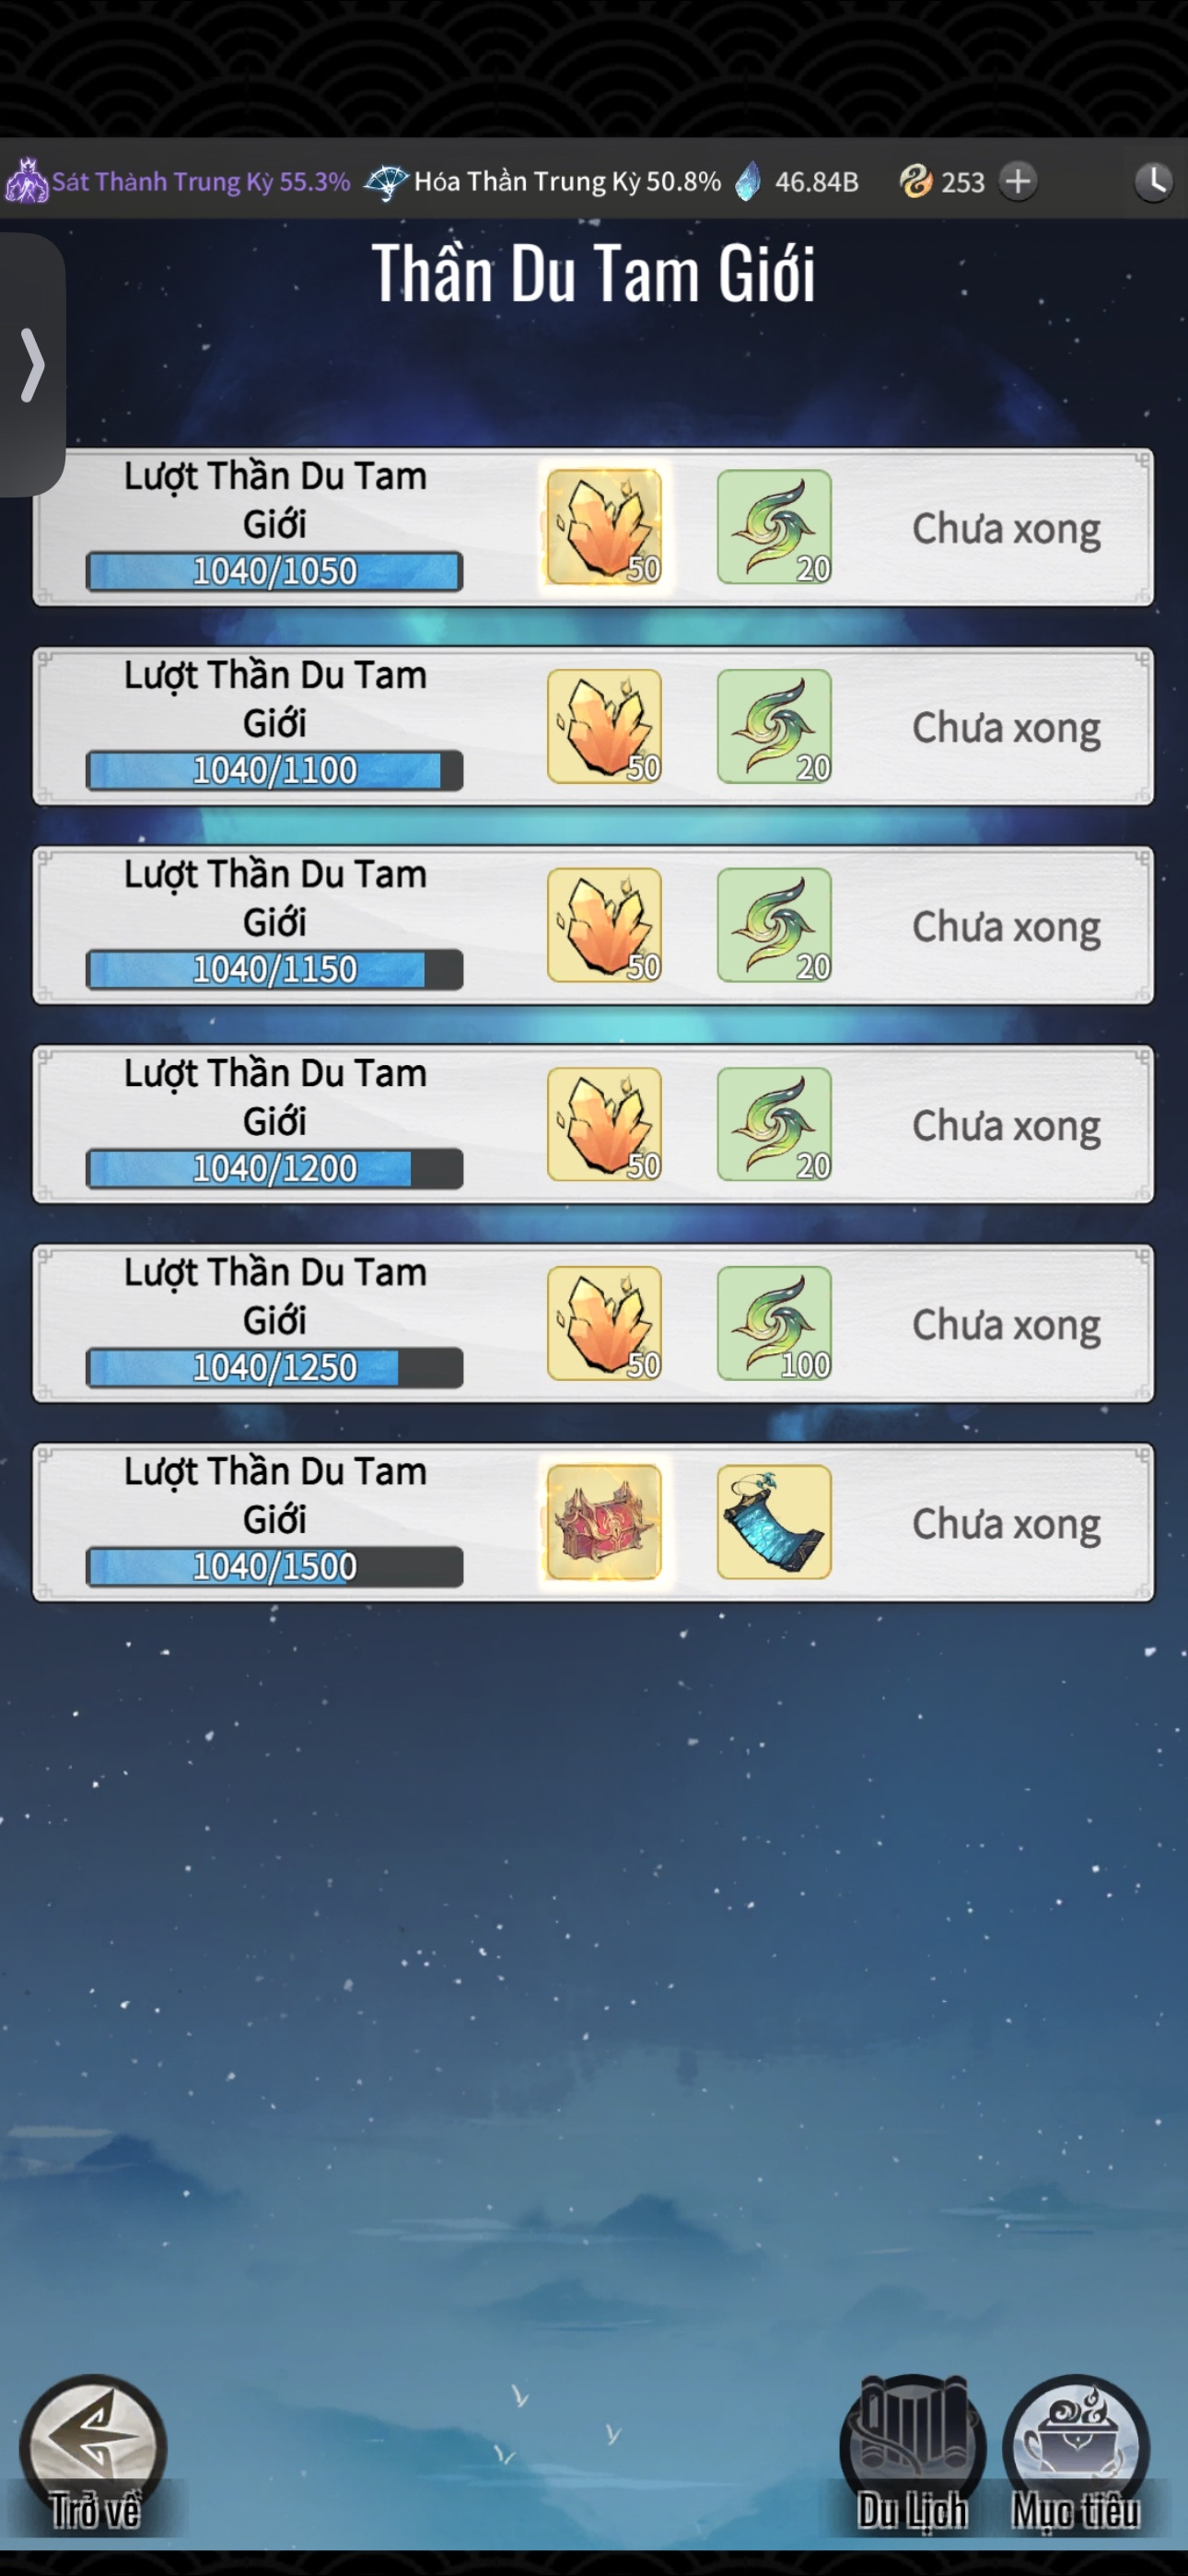 Sát Thành Trung Kỳ 55.3% Hóa Thần Trung Kỳ 50.8% 46.84B 253
Thần Du Tam Giới
Lượt Thần Du Tam
Giới
1040/1050
50
20
Chưa xong
Lượt Thần Du Tam
Giới
1040/1100
50
20
Chưa xong
Lượt Thần Du Tam
Giới
1040/1150
50
20
Chưa xong
Lượt Thần Du Tam
Giới
1040/1200
50
20
Chưa xong
Lượt Thần Du Tam
Giới
1040/1250
50
100
Chưa xong
Lượt Thần Du Tam
Giới
1040/1500
Chưa xong
Trở về
Du Lịch
Mục tiêu